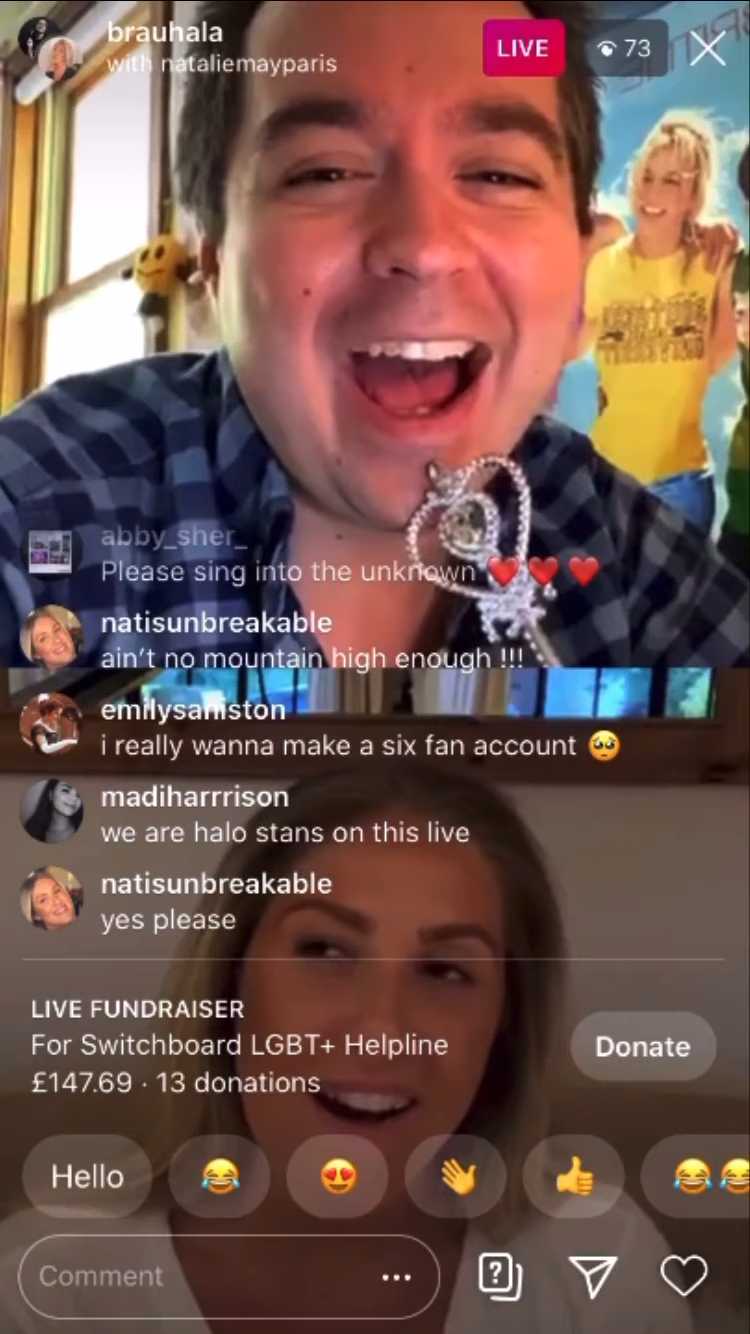 brauhala
with nataliemayparis
LIVE
73
abby_sher_
Please sing into the unknown ❤️❤️❤️
natisunbreakable
ain't no mountain high enough !!!
emilysaniston
i really wanna make a six fan account 🥺
madiharrrison
we are halo stans on this live
natisunbreakable
yes please
LIVE FUNDRAISER
For Switchboard LGBT+ Helpline
£147.69 · 13 donations
Donate
Hello 😂 😍 👋 👍 😂😂
Comment